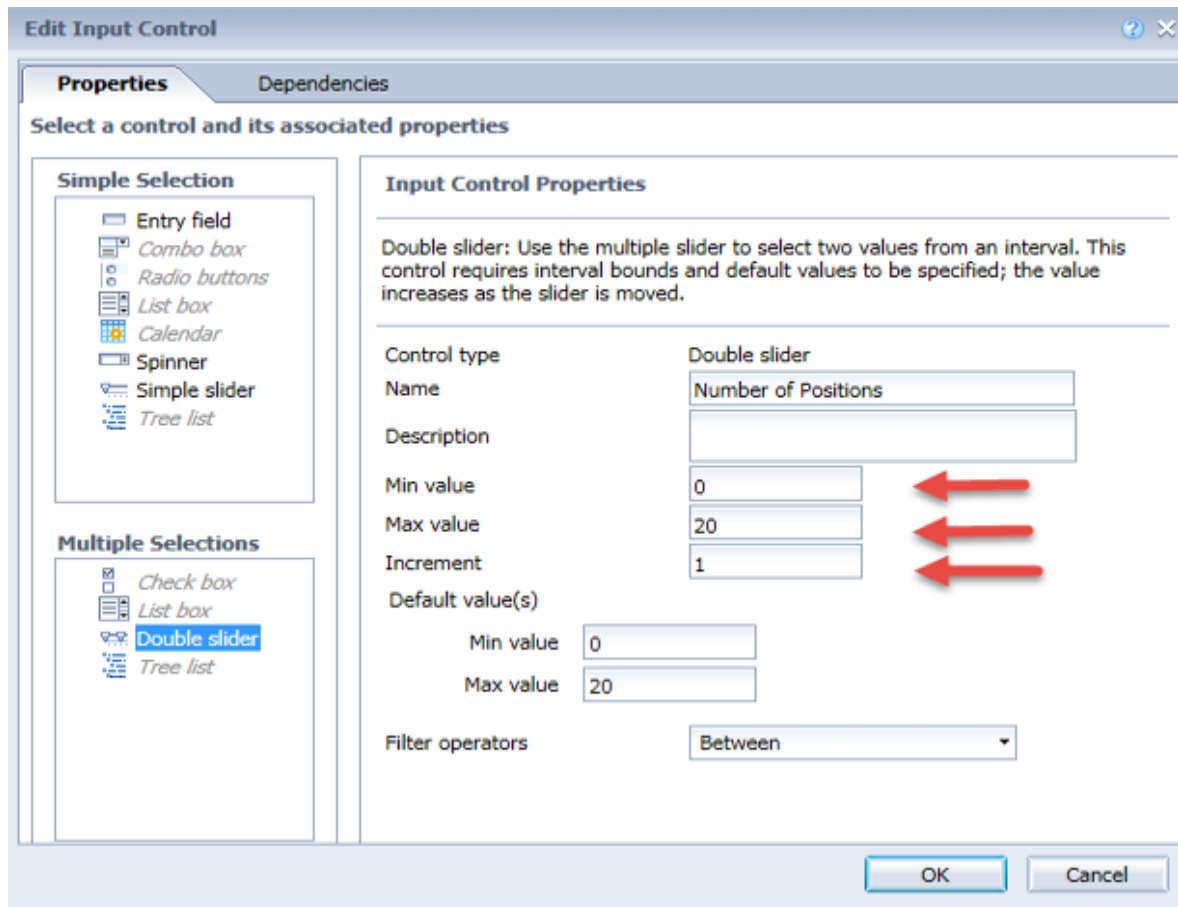 Edit Input Control
Properties
Dependencies
Select a control and its associated properties
Simple Selection
Entry field
Combo box
Radio buttons
List box
Calendar
Spinner
Simple slider
Tree list
Multiple Selections
Check box
List box
Double slider
Tree list
Input Control Properties
Double slider: Use the multiple slider to select two values from an interval. This
control requires interval bounds and default values to be specified; the value
increases as the slider is moved.
Control type Double slider
Name Number of Positions
Description
Min value 0
Max value 20
Increment 1
Default value(s)
Min value 0
Max value 20
Filter operators Between
OK Cancel